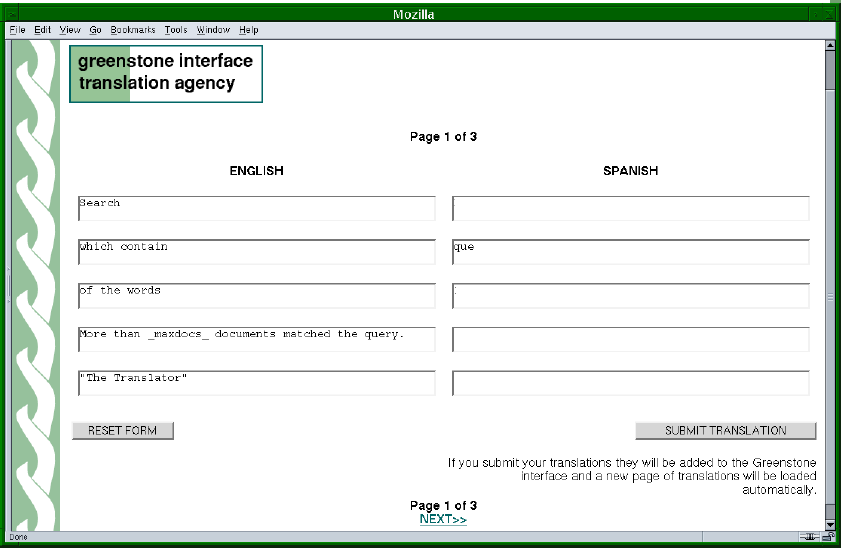 Mozilla
File Edit View Go Bookmarks Tools Window Help
greenstone interface
translation agency
Page 1 of 3
ENGLISH SPANISH
Search
which contain que
of the words
More than _maxdocs_ documents matched the query.
"The Translator"
RESET FORM SUBMIT TRANSLATION
If you submit your translations they will be added to the Greenstone
interface and a new page of translations will be loaded
automatically.
Page 1 of 3
NEXT>>
Done